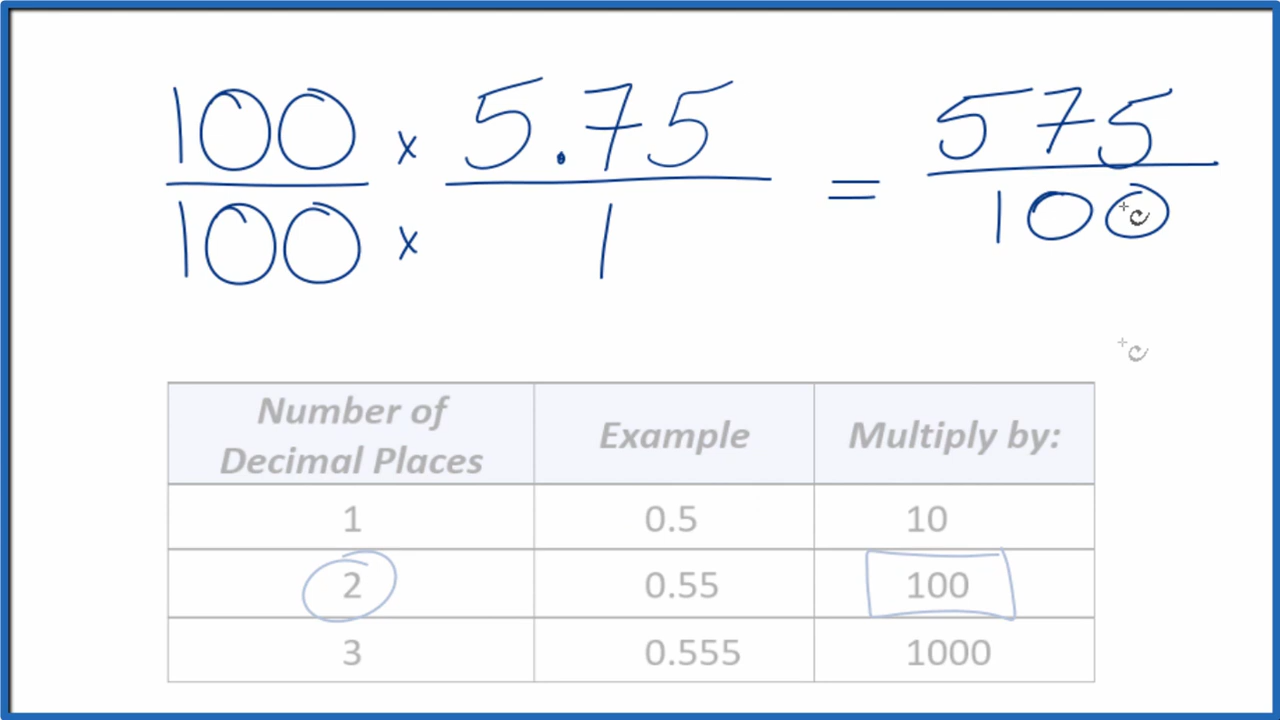 100 × 5.75 = 575
100 × 1 100
Number of Decimal Places Example Multiply by:
1 0.5 10
2 0.55 100
3 0.555 1000